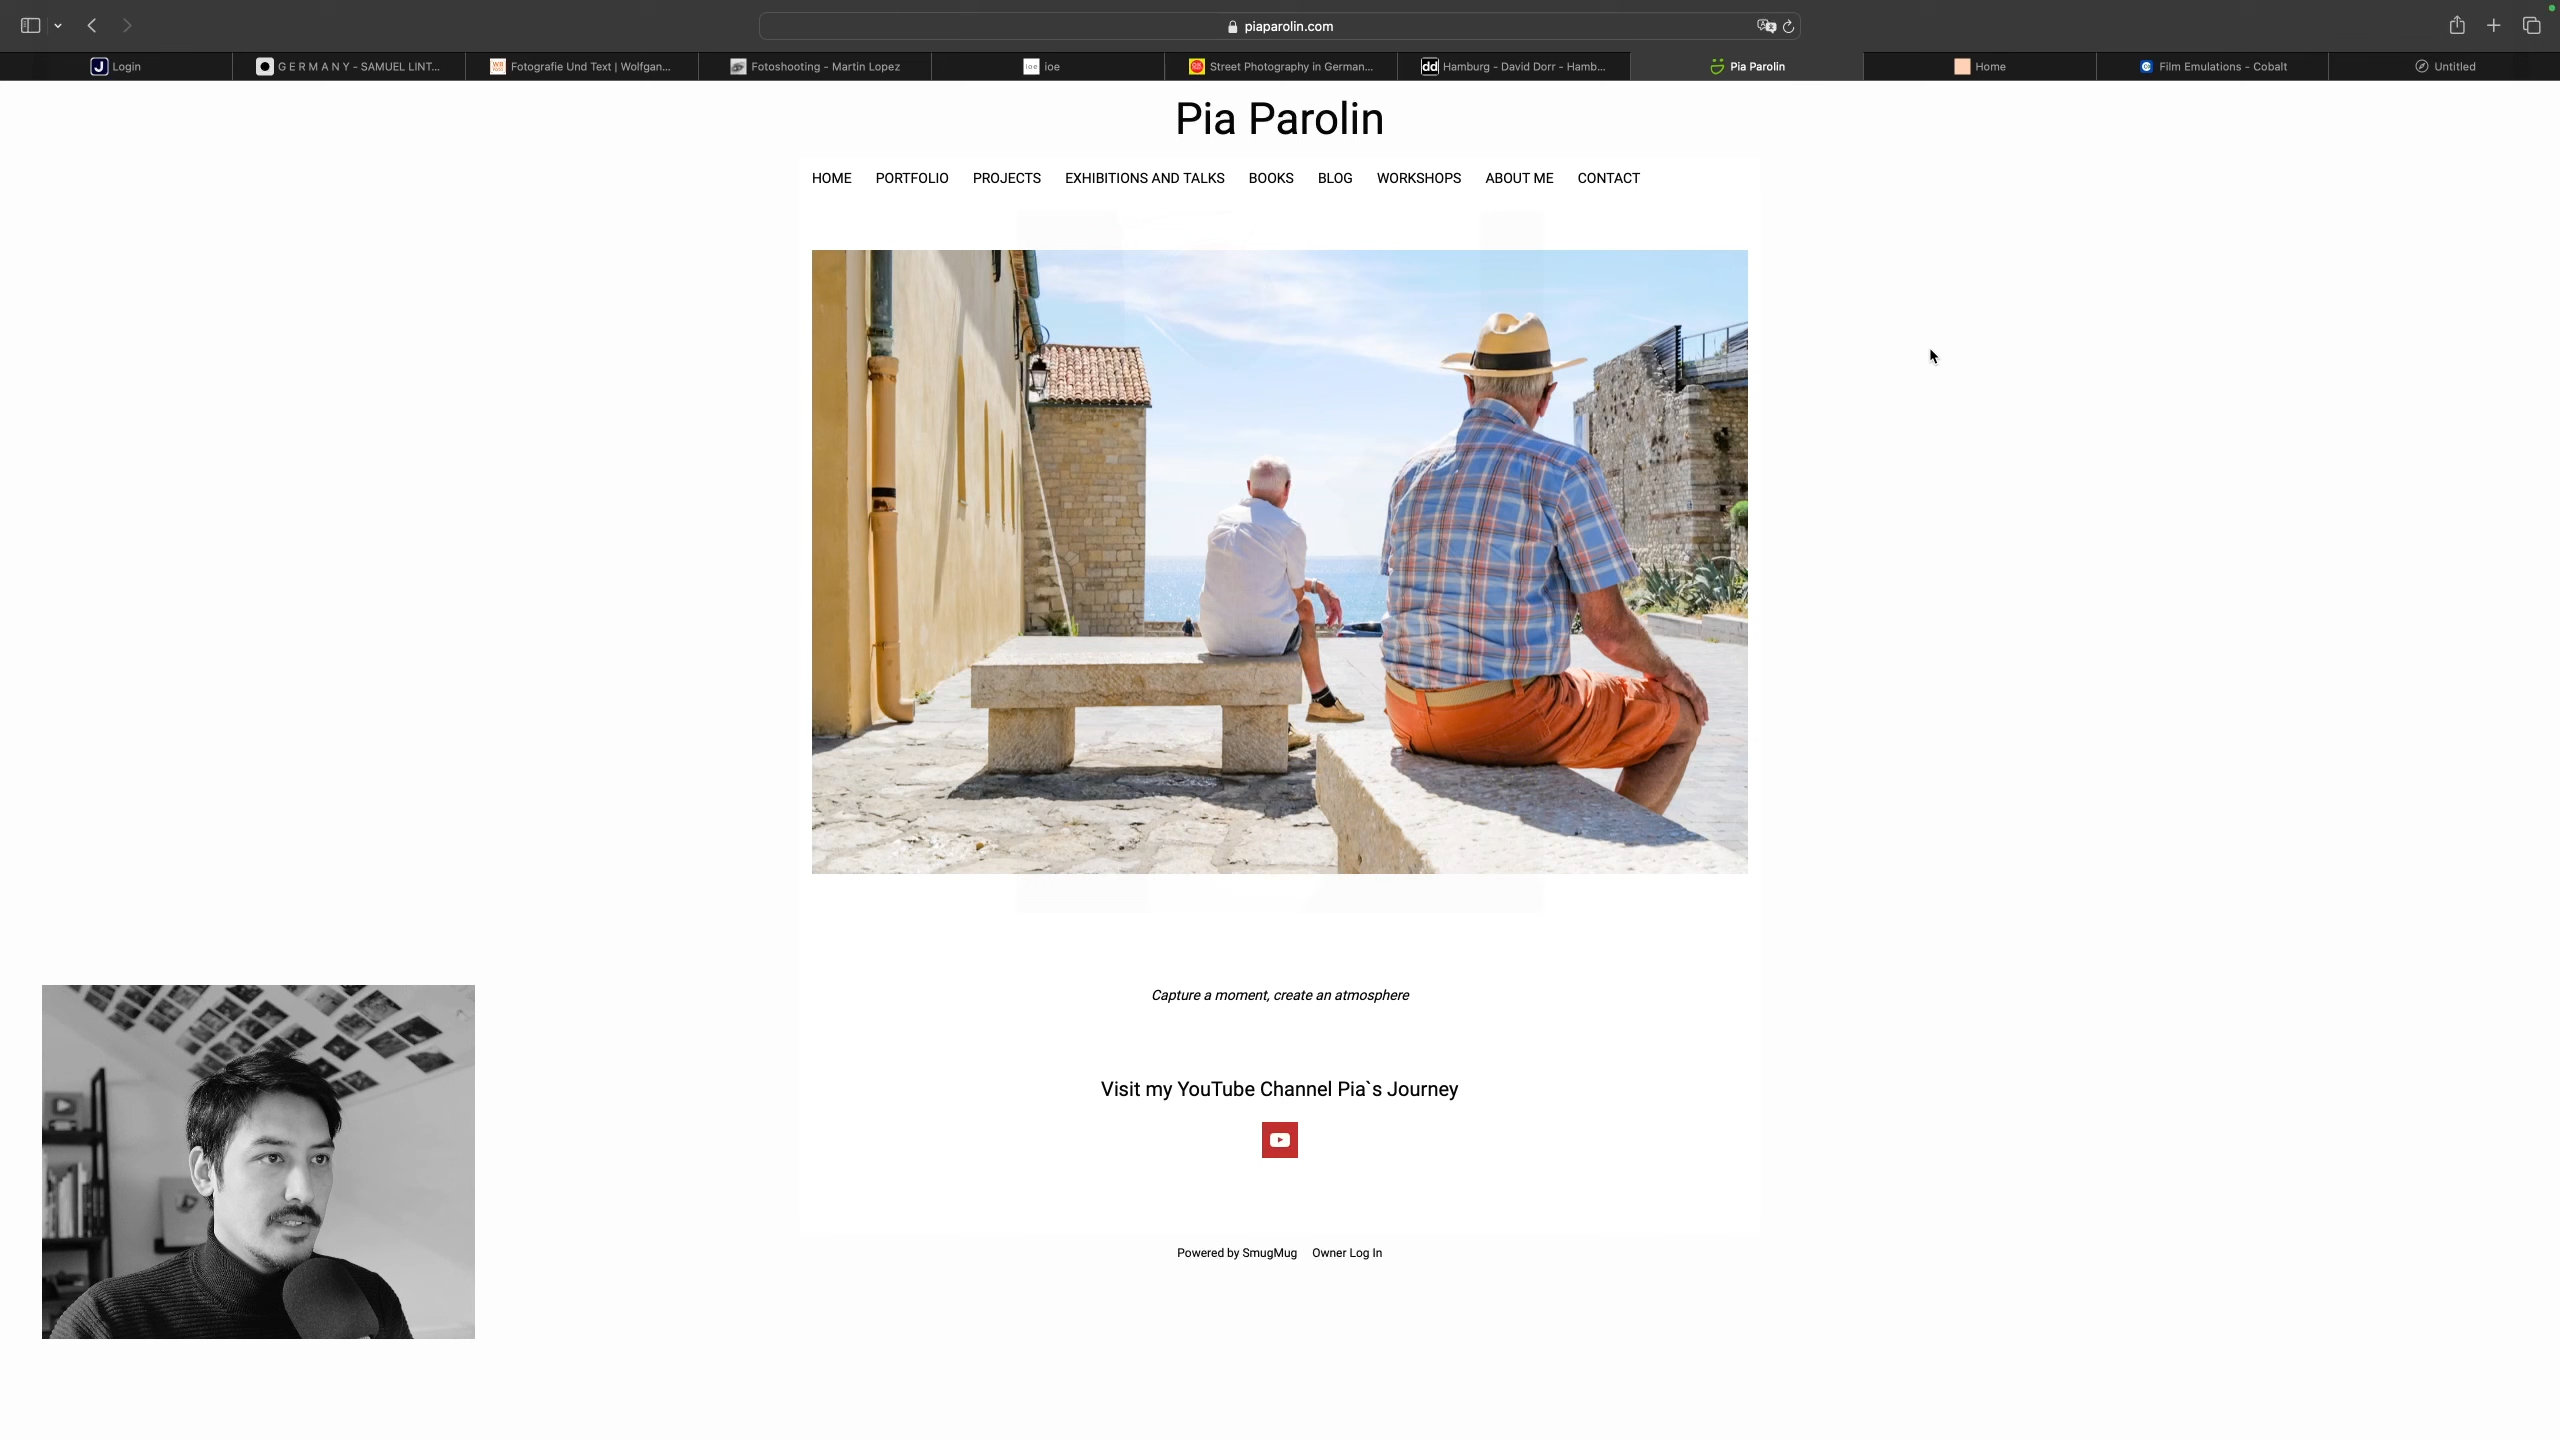 piaparolin.com
Login
G E R M A N Y - SAMUEL LINT...
Fotografie Und Text | Wolfgan...
Fotoshooting - Martin Lopez
ioe
Street Photography in German...
dd Hamburg - David Dorr - Hamb...
Pia Parolin
Home
Film Emulations - Cobalt
Untitled
Pia Parolin
HOME PORTFOLIO PROJECTS EXHIBITIONS AND TALKS BOOKS BLOG WORKSHOPS ABOUT ME CONTACT
Capture a moment, create an atmosphere
Visit my YouTube Channel Pia`s Journey
Powered by SmugMug Owner Log In